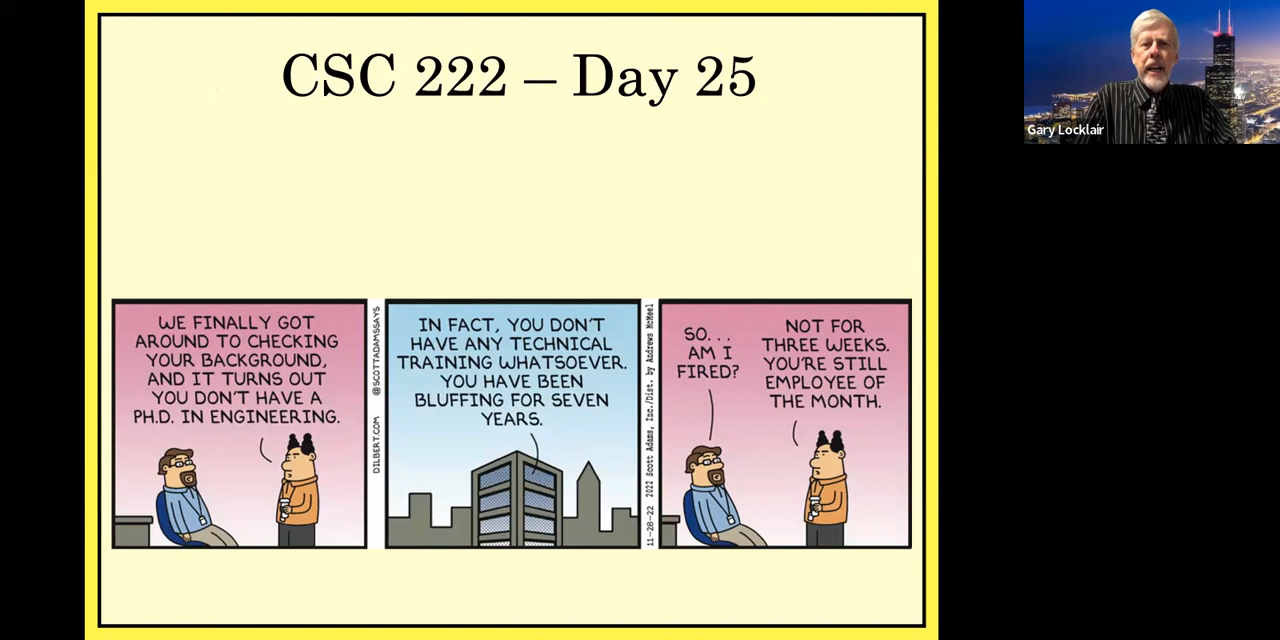 CSC 222 – Day 25
Gary Locklair
WE FINALLY GOT
AROUND TO CHECKING
YOUR BACKGROUND,
AND IT TURNS OUT
YOU DON'T HAVE A
PH.D. IN ENGINEERING.
DILBERT.COM @SCOTTADAMSSAYS
IN FACT, YOU DON'T
HAVE ANY TECHNICAL
TRAINING WHATSOEVER.
YOU HAVE BEEN
BLUFFING FOR SEVEN
YEARS.
11-28-22 2022 Scott Adams, Inc./Dist. by Andrews McMeel
SO. . .
AM I
FIRED?
NOT FOR
THREE WEEKS.
YOU'RE STILL
EMPLOYEE OF
THE MONTH.